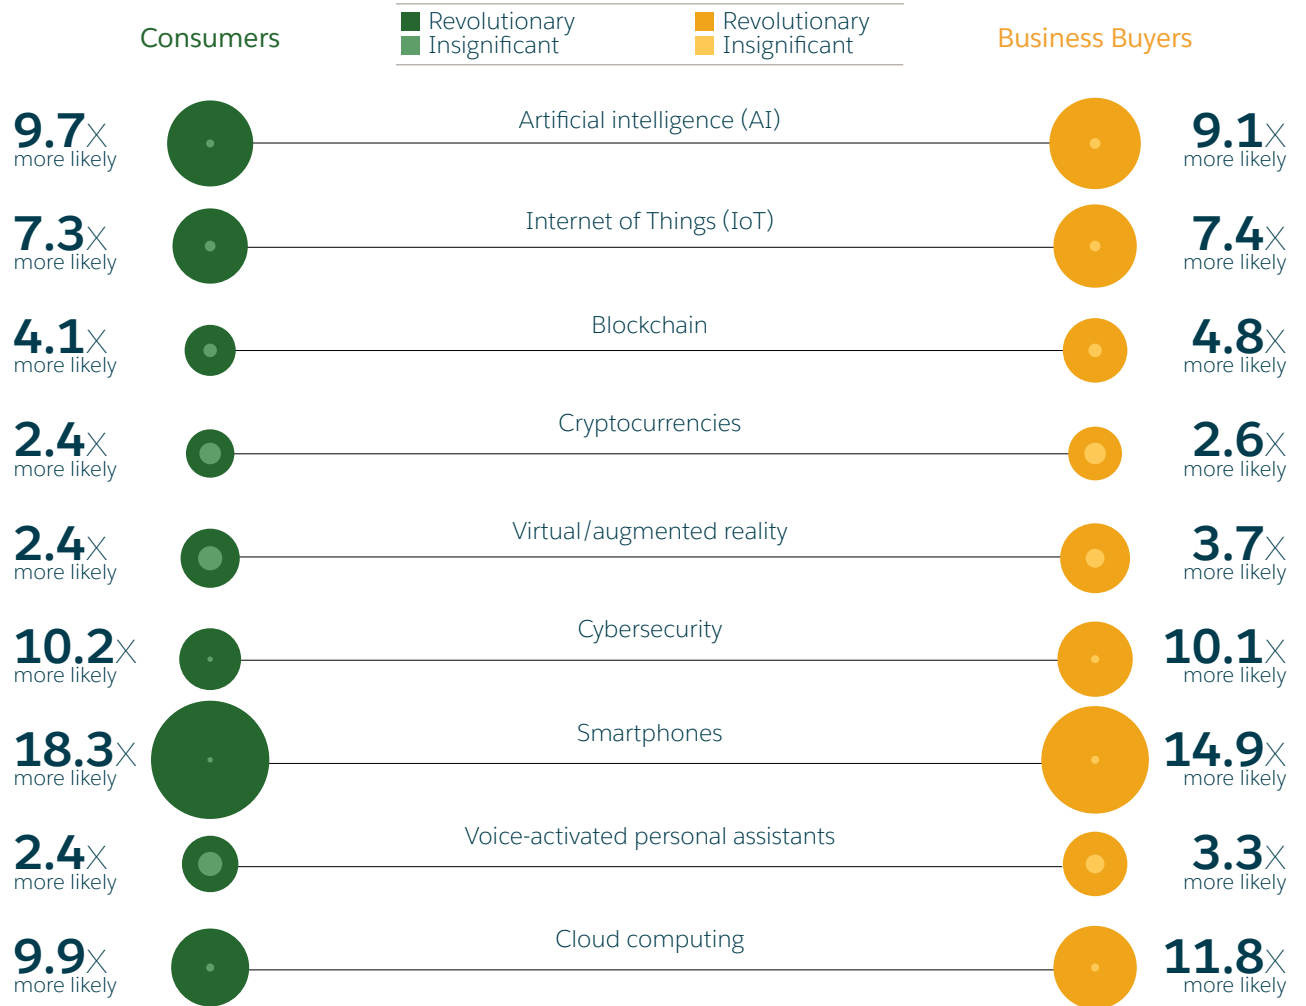 Consumers
Revolutionary
Insignificant
Revolutionary
Insignificant
Business Buyers
9.7X
more likely
Artificial intelligence (AI)
9.1X
more likely
7.3X
more likely
Internet of Things (IoT)
7.4X
more likely
4.1X
more likely
Blockchain
4.8X
more likely
2.4X
more likely
Cryptocurrencies
2.6X
more likely
2.4X
more likely
Virtual/augmented reality
3.7X
more likely
10.2X
more likely
Cybersecurity
10.1X
more likely
18.3X
more likely
Smartphones
14.9X
more likely
2.4X
more likely
Voice-activated personal assistants
3.3X
more likely
9.9X
more likely
Cloud computing
11.8X
more likely